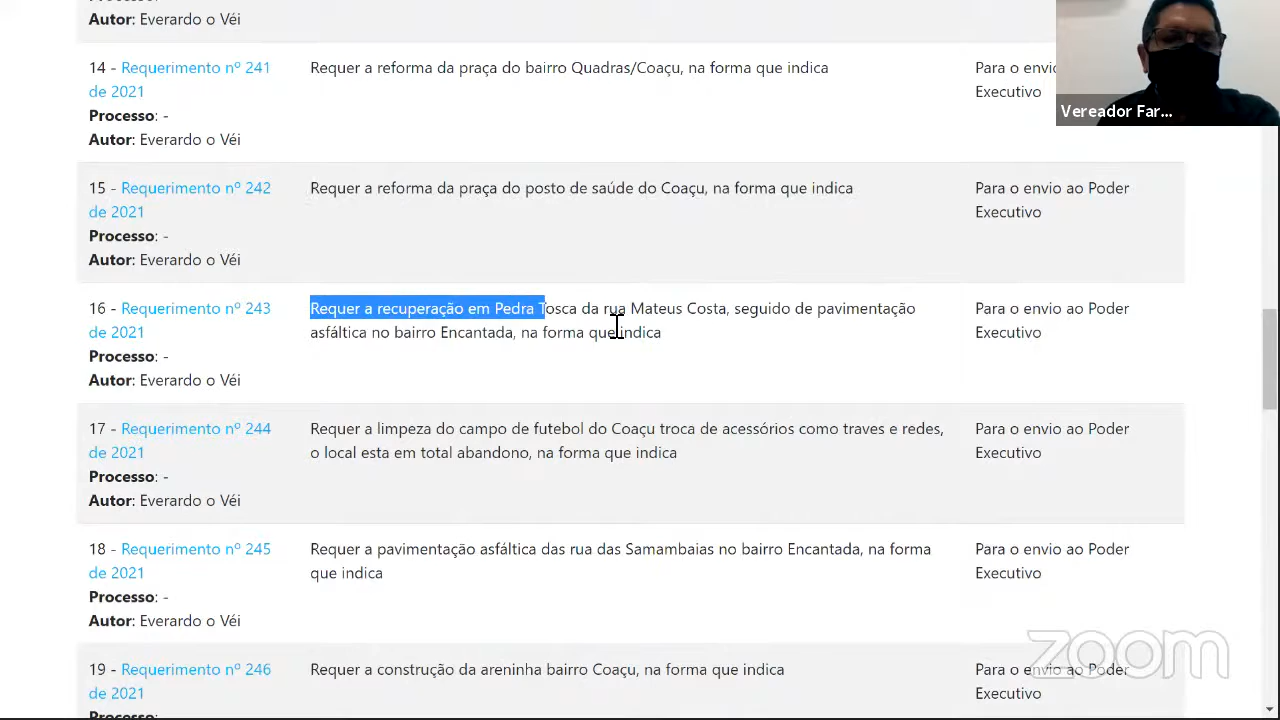 Autor: Everardo o Véi
14 - Requerimento nº 241
de 2021
Processo: -
Autor: Everardo o Véi
Requer a reforma da praça do bairro Quadras/Coaçu, na forma que indica
Para o envio
Executivo
Vereador Far...
15 - Requerimento nº 242
de 2021
Processo: -
Autor: Everardo o Véi
Requer a reforma da praça do posto de saúde do Coaçu, na forma que indica
Para o envio ao Poder
Executivo
16 - Requerimento nº 243
de 2021
Processo: -
Autor: Everardo o Véi
Requer a recuperação em Pedra Tosca da rua Mateus Costa, seguido de pavimentação
asfáltica no bairro Encantada, na forma que indica
Para o envio ao Poder
Executivo
17 - Requerimento nº 244
de 2021
Processo: -
Autor: Everardo o Véi
Requer a limpeza do campo de futebol do Coaçu troca de acessórios como traves e redes,
o local esta em total abandono, na forma que indica
Para o envio ao Poder
Executivo
18 - Requerimento nº 245
de 2021
Processo: -
Autor: Everardo o Véi
Requer a pavimentação asfáltica das rua das Samambaias no bairro Encantada, na forma
que indica
Para o envio ao Poder
Executivo
19 - Requerimento nº 246
de 2021
Processo: -
Requer a construção da areninha bairro Coaçu, na forma que indica
Para o envio ao Poder
Executivo
zoom